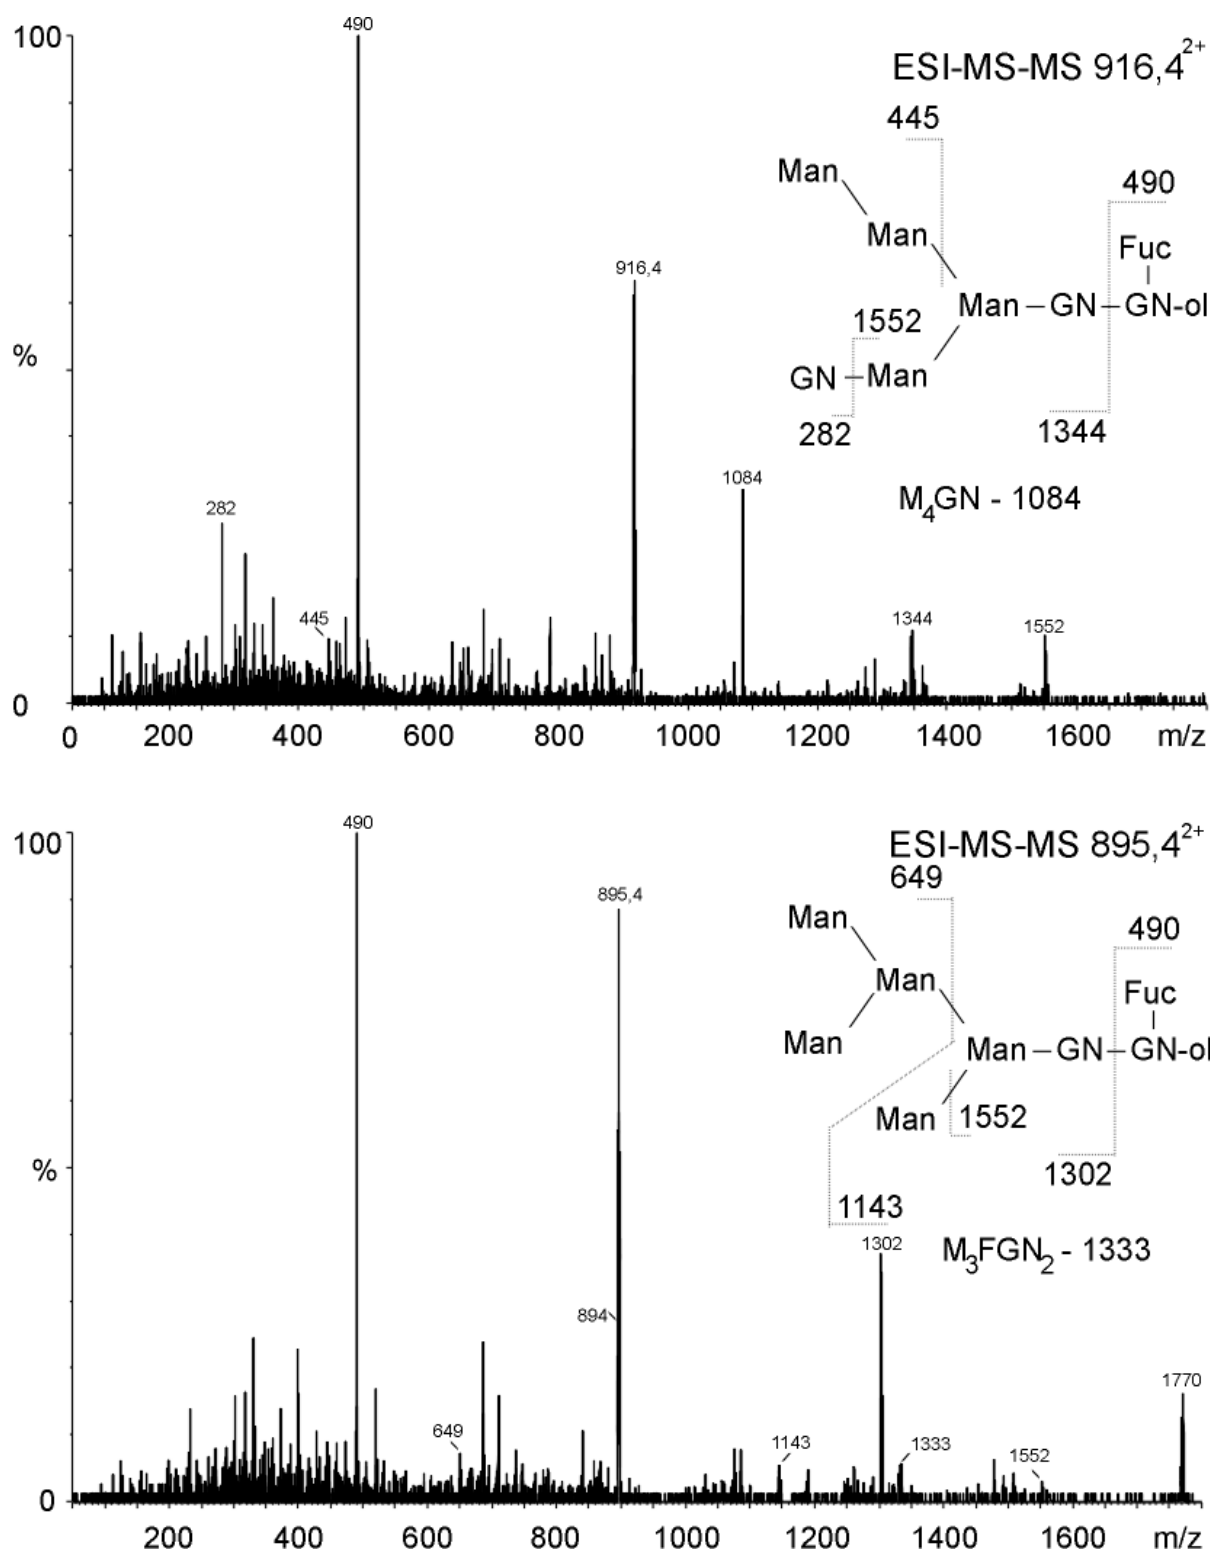 100
490
ESI-MS-MS 916,4²⁺
445
Man
490
Man
Fuc
916,4
Man
GN
GN-ol
1552
%
GN
Man
282
1344
1084
M₄GN - 1084
282
445
1344
1552
0
0 200 400 600 800 1000 1200 1400 1600 m/z
100
490
ESI-MS-MS 895,4²⁺
649
895,4
Man
490
Man
Fuc
Man
Man
GN
GN-ol
Man
1552
%
1302
1143
1302
M₃FGN₂ - 1333
894
1770
649
1143
1333
1552
0
200 400 600 800 1000 1200 1400 1600 m/z